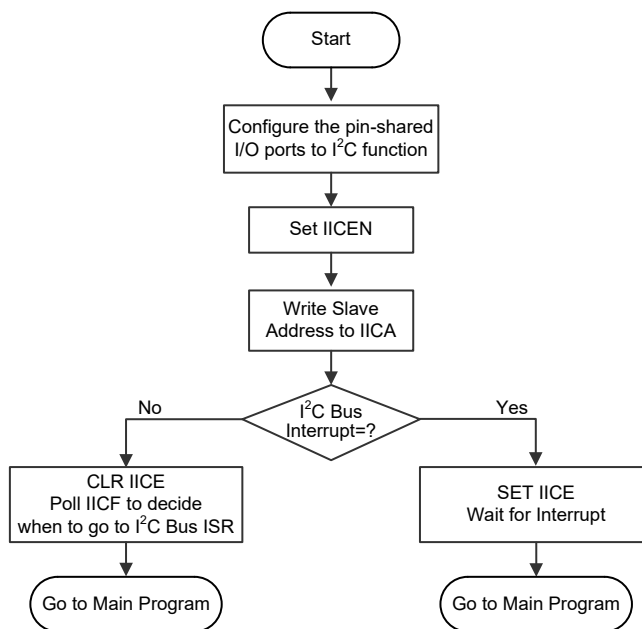 Start
Configure the pin-shared
I/O ports to I²C function
Set IICEN
Write Slave
Address to IICA
I²C Bus
Interrupt=?
No
Yes
CLR IICE
Poll IICF to decide
when to go to I²C Bus ISR
SET IICE
Wait for Interrupt
Go to Main Program
Go to Main Program